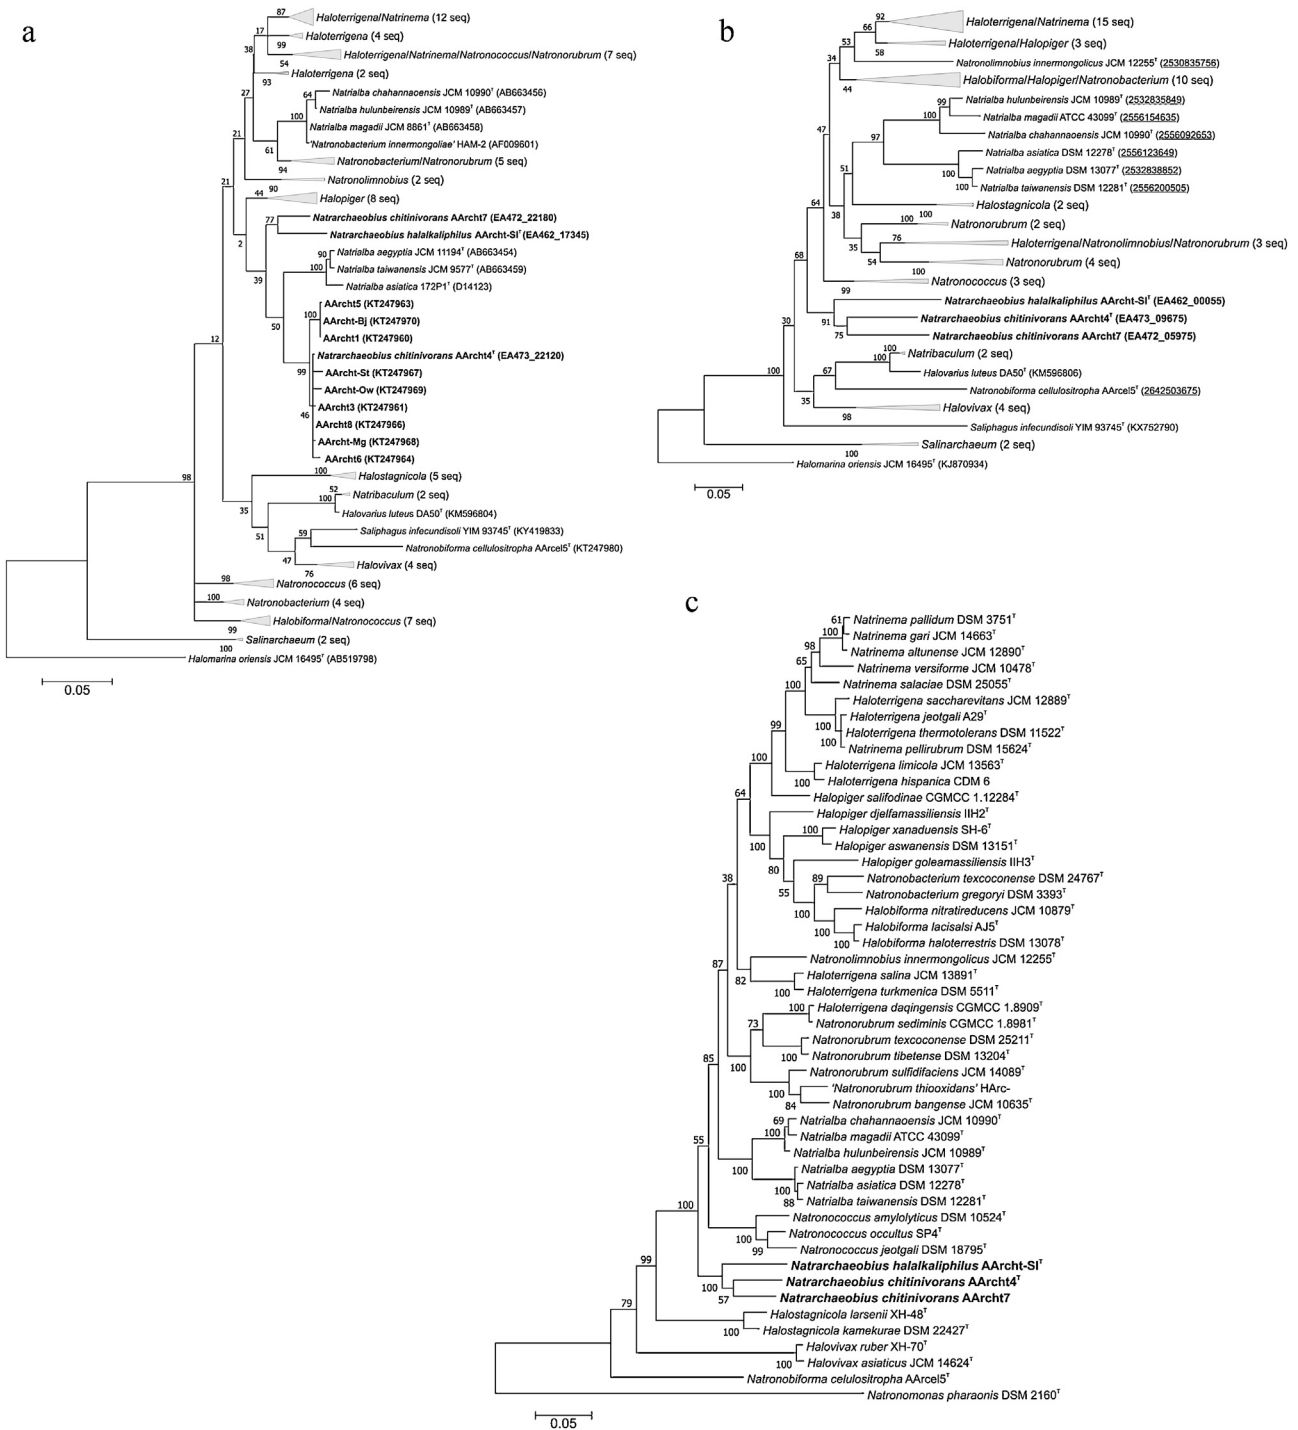 a
87
Haloterrigena/Natrinema (12 seq)
17
Haloterrigena (4 seq)
38
99
Haloterrigena/Natrinema/Natronococcus/Natronorubrum (7 seq)
54
Haloterrigena (2 seq)
93
27
64
Natrialba chahannaoensis JCM 10990ᵀ (AB663456)
Natrialba hulunbeirensis JCM 10989ᵀ (AB663457)
100
Natrialba magadii JCM 8861ᵀ (AB663458)
21
'Natronobacterium innermongoliae' HAM-2 (AF009601)
61
Natronobacterium/Natronorubrum (5 seq)
94
Natronolimnobius (2 seq)
21
44 90
Halopiger (8 seq)
77
Natrarchaeobius chitinivorans AArcht7 (EA472_22180)
2
Natrarchaeobius halalkaliphilus AArcht-Slᵀ(EA462_17345)
90
Natrialba aegyptia JCM 11194ᵀ (AB663454)
100
Natrialba taiwanensis JCM 9577ᵀ (AB663459)
39
Natrialba asiatica 172P1ᵀ (D14123)
AArcht5 (KT247963)
100
AArcht-Bj (KT247970)
50
AArcht1 (KT247960)
12
Natrarchaeobius chitinivorans AArcht4ᵀ (EA473_22120)
99
AArcht-St (KT247967)
AArcht-Ow (KT247969)
AArcht3 (KT247961)
46
AArcht8 (KT247966)
AArcht-Mg (KT247968)
AArcht6 (KT247964)
98
100
Halostagnicola (5 seq)
52
Natribaculum (2 seq)
100
35
Halovarius luteus DA50ᵀ (KM596804)
51
59
Saliphagus infecundisoli YIM 93745ᵀ (KY419833)
Natronobiforma cellulositropha AArcel5ᵀ (KT247980)
47
Halovivax (4 seq)
76
98
Natronococcus (6 seq)
100
Natronobacterium (4 seq)
Halobiforma/Natronococcus (7 seq)
99
Salinarchaeum (2 seq)
100
Halomarina oriensis JCM 16495ᵀ (AB519798)
0.05
b
92
Haloterrigena/Natrinema (15 seq)
66
53
Haloterrigena/Halopiger (3 seq)
58
34
Natronolimnobius innermongolicus JCM 12255ᵀ (2530835756)
Halobiforma/Halopiger/Natronobacterium (10 seq)
44
99
Natrialba hulunbeirensis JCM 10989ᵀ (2532835849)
100
Natrialba magadii ATCC 43099ᵀ (2556154635)
47
97
Natrialba chahannaoensis JCM 10990ᵀ (2556092653)
Natrialba asiatica DSM 12278ᵀ (2556123649)
51
100
Natrialba aegyptia DSM 13077ᵀ (2532838852)
100
Natrialba taiwanensis DSM 12281ᵀ (2556200505)
64
Halostagnicola (2 seq)
38
100 100
Natronorubrum (2 seq)
76
Haloterrigena/Natronolimnobius/Natronorubrum (3 seq)
35
54
Natronorubrum (4 seq)
68
100
Natronococcus (3 seq)
99
Natrarchaeobius halalkaliphilus AArcht-Slᵀ (EA462_00055)
30
91
Natrarchaeobius chitinivorans AArcht4ᵀ (EA473_09675)
75
Natrarchaeobius chitinivorans AArcht7 (EA472_05975)
100
Natribaculum (2 seq)
100
100
67
Halovarius luteus DA50ᵀ (KM596806)
Natronobiforma cellulositropha AArcel5ᵀ (2642503675)
35
Halovivax (4 seq)
98
Saliphagus infecundisoli YIM 93745ᵀ (KX752790)
Salinarchaeum (2 seq)
100
Halomarina oriensis JCM 16495ᵀ (KJ870934)
0.05
c
61
Natrinema pallidum DSM 3751ᵀ
100
Natrinema gari JCM 14663ᵀ
98
Natrinema altunense JCM 12890ᵀ
65
Natrinema versiforme JCM 10478ᵀ
100
Natrinema salaciae DSM 25055ᵀ
Haloterrigena saccharevitans JCM 12889ᵀ
Haloterrigena jeotgali A29ᵀ
99
100
Haloterrigena thermotolerans DSM 11522ᵀ
100
Natrinema pellirubrum DSM 15624ᵀ
100
Haloterrigena limicola JCM 13563ᵀ
100
Haloterrigena hispanica CDM 6
64
Halopiger salifodinae CGMCC 1.12284ᵀ
Halopiger djelfamassiliensis IIH2ᵀ
100
Halopiger xanaduensis SH-6ᵀ
100
Halopiger aswanensis DSM 13151ᵀ
80
Halopiger goleamassiliensis IIH3ᵀ
38
89
Natronobacterium texcoconense DSM 24767ᵀ
55
Natronobacterium gregoryi DSM 3393ᵀ
100
Halobiforma nitratireducens JCM 10879ᵀ
100
Halobiforma lacisalsi AJ5ᵀ
100
Halobiforma haloterrestris DSM 13078ᵀ
87
Natronolimnobius innermongolicus JCM 12255ᵀ
82
Haloterrigena salina JCM 13891ᵀ
100
Haloterrigena turkmenica DSM 5511ᵀ
100
Haloterrigena daqingensis CGMCC 1.8909ᵀ
73
Natronorubrum sediminis CGMCC 1.8981ᵀ
Natronorubrum texcoconense DSM 25211ᵀ
85
100
Natronorubrum tibetense DSM 13204ᵀ
100
Natronorubrum sulfidifaciens JCM 14089ᵀ
100
'Natronorubrum thiooxidans' HArc-
84
Natronorubrum bangense JCM 10635ᵀ
69
Natrialba chahannaoensis JCM 10990ᵀ
55
100
Natrialba magadii ATCC 43099ᵀ
Natrialba hulunbeirensis JCM 10989ᵀ
100
Natrialba aegyptia DSM 13077ᵀ
100
Natrialba asiatica DSM 12278ᵀ
88
Natrialba taiwanensis DSM 12281ᵀ
100
Natronococcus amylolyticus DSM 10524ᵀ
100
Natronococcus occultus SP4ᵀ
99
Natronococcus jeotgali DSM 18795ᵀ
99
Natrarchaeobius halalkaliphilus AArcht-Slᵀ
100
Natrarchaeobius chitinivorans AArcht4ᵀ
57
Natrarchaeobius chitinivorans AArcht7
79
Halostagnicola larsenii XH-48ᵀ
100
Halostagnicola kamekurae DSM 22427ᵀ
Halovivax ruber XH-70ᵀ
100
Halovivax asiaticus JCM 14624ᵀ
Natronobiforma celulositropha AArcel5ᵀ
Natronomonas pharaonis DSM 2160ᵀ
0.05